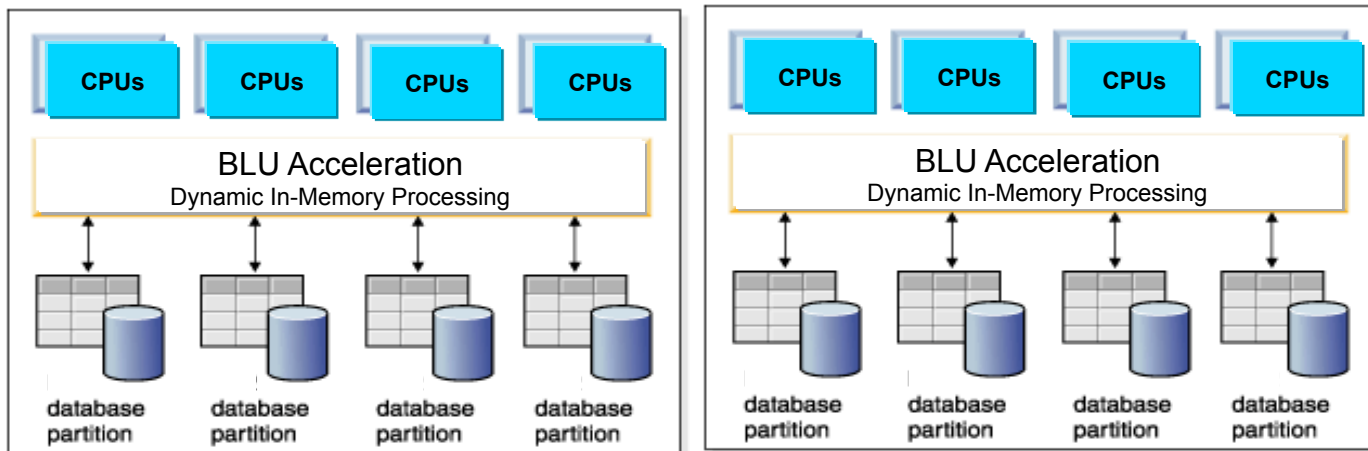 CPUs CPUs CPUs CPUs
BLU Acceleration
Dynamic In-Memory Processing
database database database database
partition partition partition partition
CPUs CPUs CPUs CPUs
BLU Acceleration
Dynamic In-Memory Processing
database database database database
partition partition partition partition